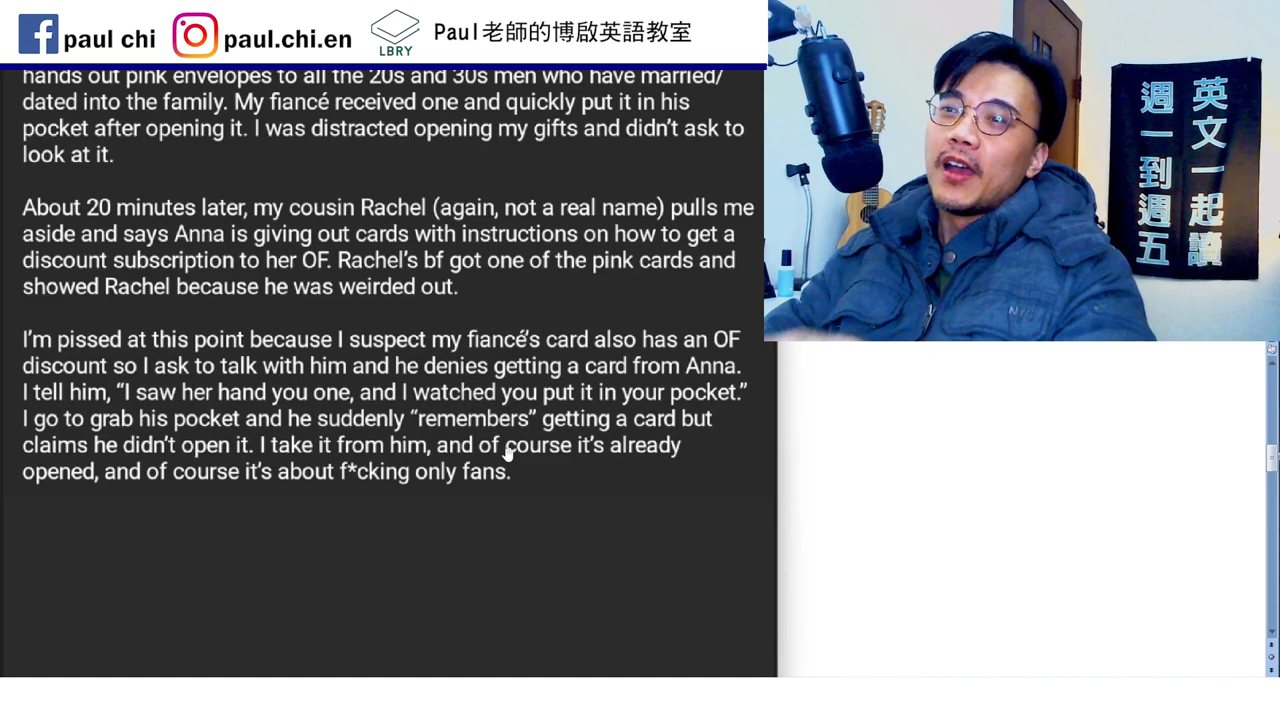 paul chi
paul.chi.en
LBRY
Paul老師的博啟英語教室
hands out pink envelopes to all the 20s and 30s men who have married/
dated into the family. My fiancé received one and quickly put it in his
pocket after opening it. I was distracted opening my gifts and didn’t ask to
look at it.
About 20 minutes later, my cousin Rachel (again, not a real name) pulls me
aside and says Anna is giving out cards with instructions on how to get a
discount subscription to her OF. Rachel’s bf got one of the pink cards and
showed Rachel because he was weirded out.
I’m pissed at this point because I suspect my fiancé’s card also has an OF
discount so I ask to talk with him and he denies getting a card from Anna.
I tell him, “I saw her hand you one, and I watched you put it in your pocket.”
I go to grab his pocket and he suddenly “remembers” getting a card but
claims he didn’t open it. I take it from him, and of course it’s already
opened, and of course it’s about f*cking only fans.
英文一起讀
週一到週五
NYC